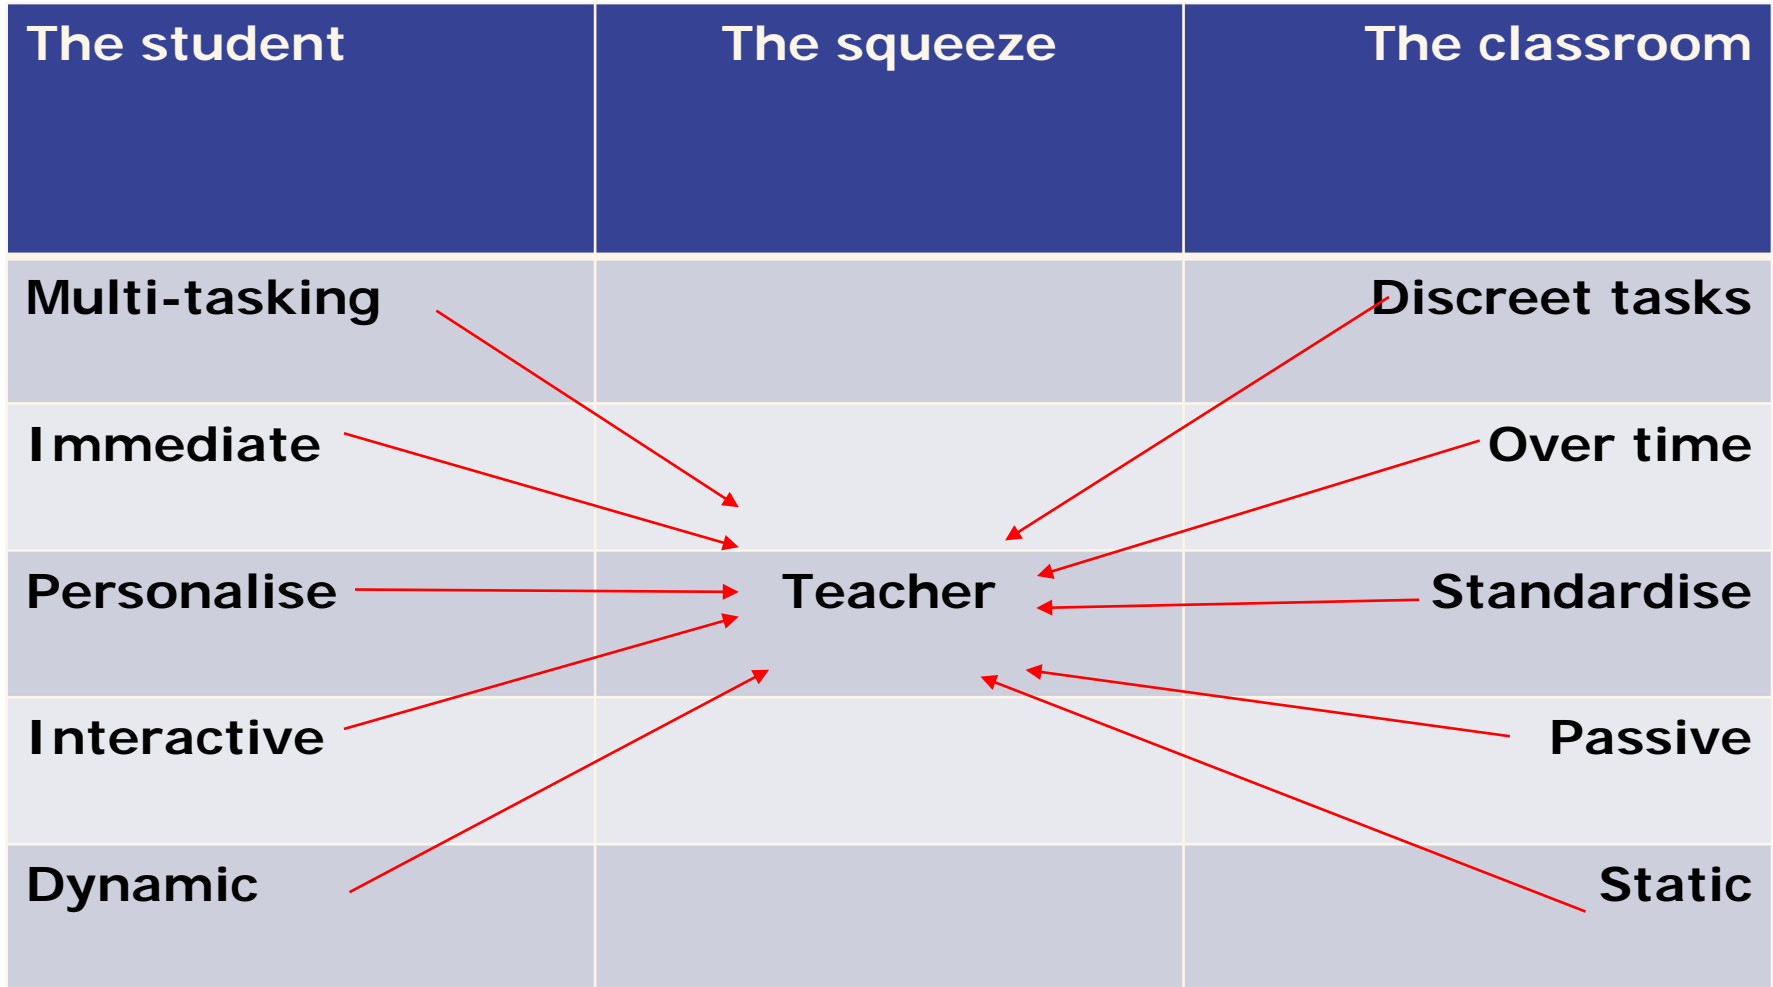 The student The squeeze The classroom
Multi-tasking Discreet tasks
Immediate Over time
Personalise Teacher Standardise
Interactive Passive
Dynamic Static